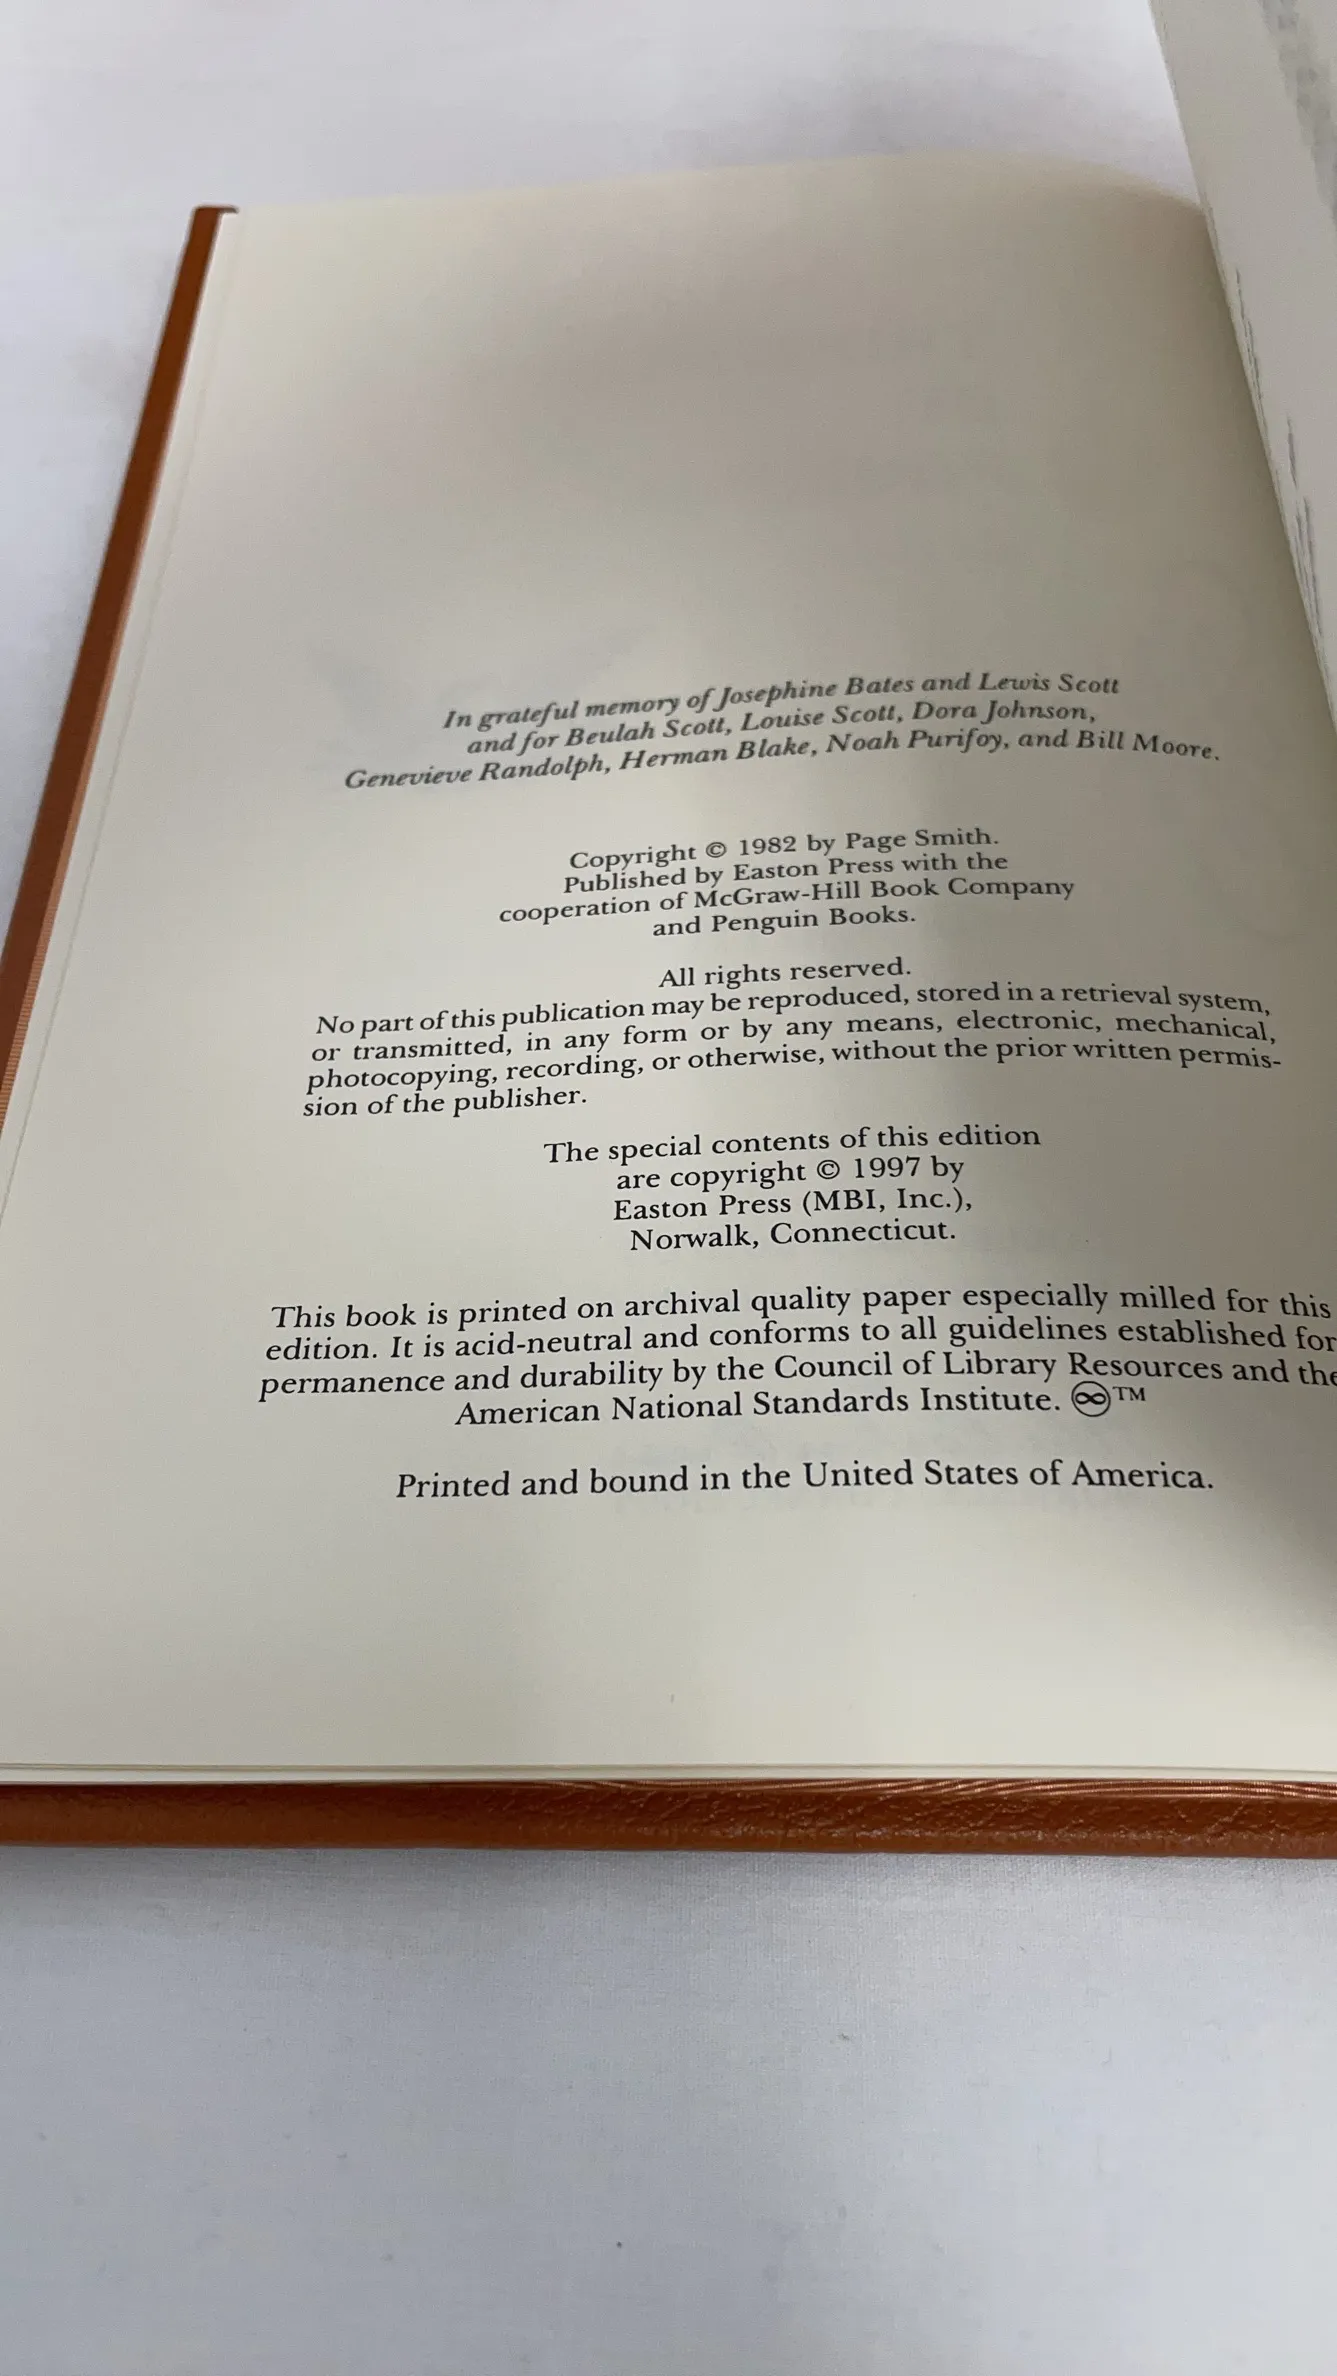 In grateful memory of Josephine Bates and Lewis Scott
and for Beulah Scott, Louise Scott, Dora Johnson,
Genevieve Randolph, Herman Blake, Noah Purifoy, and Bill Moore.
Copyright © 1982 by Page Smith.
Published by Easton Press with the
cooperation of McGraw-Hill Book Company
and Penguin Books.
All rights reserved.
No part of this publication may be reproduced, stored in a retrieval system,
or transmitted, in any form or by any means, electronic, mechanical,
photocopying, recording, or otherwise, without the prior written permis-
sion of the publisher.
The special contents of this edition
are copyright © 1997 by
Easton Press (MBI, Inc.),
Norwalk, Connecticut.
This book is printed on archival quality paper especially milled for this
edition. It is acid-neutral and conforms to all guidelines established for
permanence and durability by the Council of Library Resources and the
American National Standards Institute. ♾™
Printed and bound in the United States of America.